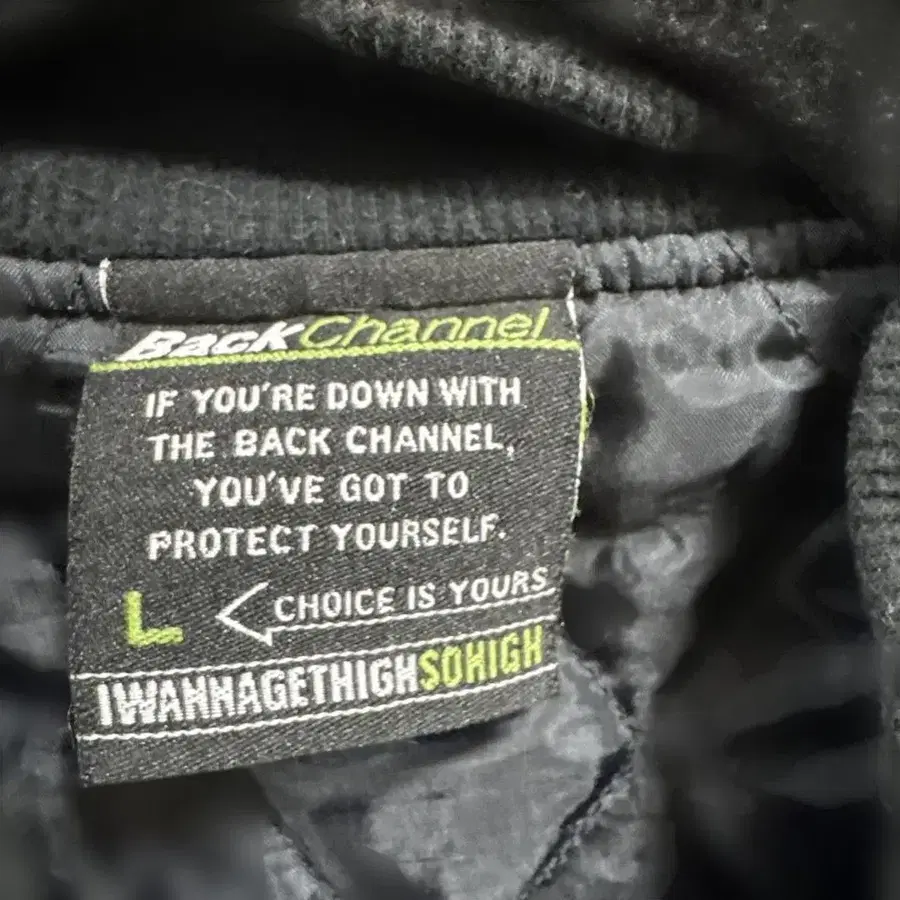 BackChannel
IF YOU'RE DOWN WITH
THE BACK CHANNEL,
YOU'VE GOT TO
PROTECT YOURSELF.
L CHOICE IS YOURS
IWANNAGETHIGHSOHIGH